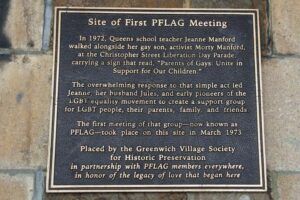 Site of First PFLAG Meeting
In 1972, Queens school teacher Jeanne Manford
walked alongside her gay son, activist Morty Manford,
at the Christopher Street Liberation Day Parade,
carrying a sign that read, "Parents of Gays: Unite in
Support for Our Children."
The overwhelming response to that simple act led
Jeanne, her husband Jules, and early pioneers of the
LGBT equality movement to create a support group
for LGBT people, their parents, family and friends
The first meeting of that group—now known as
PFLAG—took place on this site in March 1973
Placed by the Greenwich Village Society
for Historic Preservation
in partnership with PFLAG members everywhere,
in honor of the legacy of love that began here